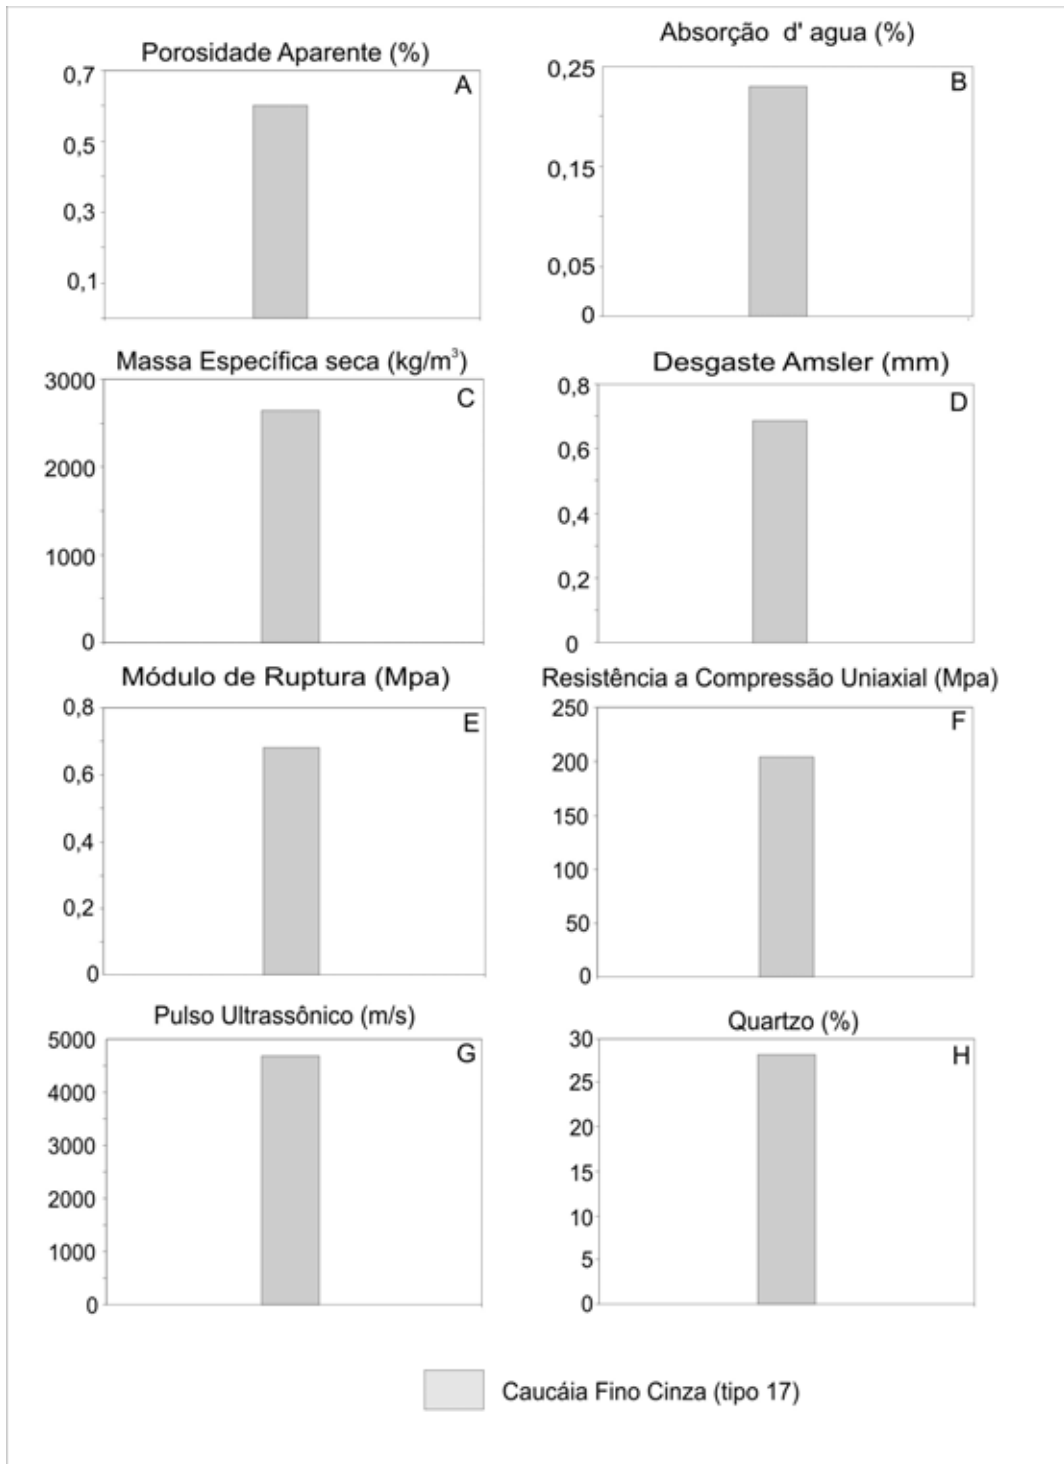 Porosidade Aparente (%)
A
0,7
0,5
0,3
0,1
Absorção d' agua (%)
B
0,25
0,15
0,05
0
Massa Específica seca (kg/m³)
C
3000
2000
1000
0
Desgaste Amsler (mm)
D
0,8
0,6
0,4
0,2
0
Módulo de Ruptura (Mpa)
E
0,8
0,6
0,4
0,2
0
Resistência a Compressão Uniaxial (Mpa)
F
250
200
150
100
50
0
Pulso Ultrassônico (m/s)
G
5000
4000
3000
2000
1000
0
Quartzo (%)
H
30
25
20
15
10
5
0
Caucáia Fino Cinza (tipo 17)